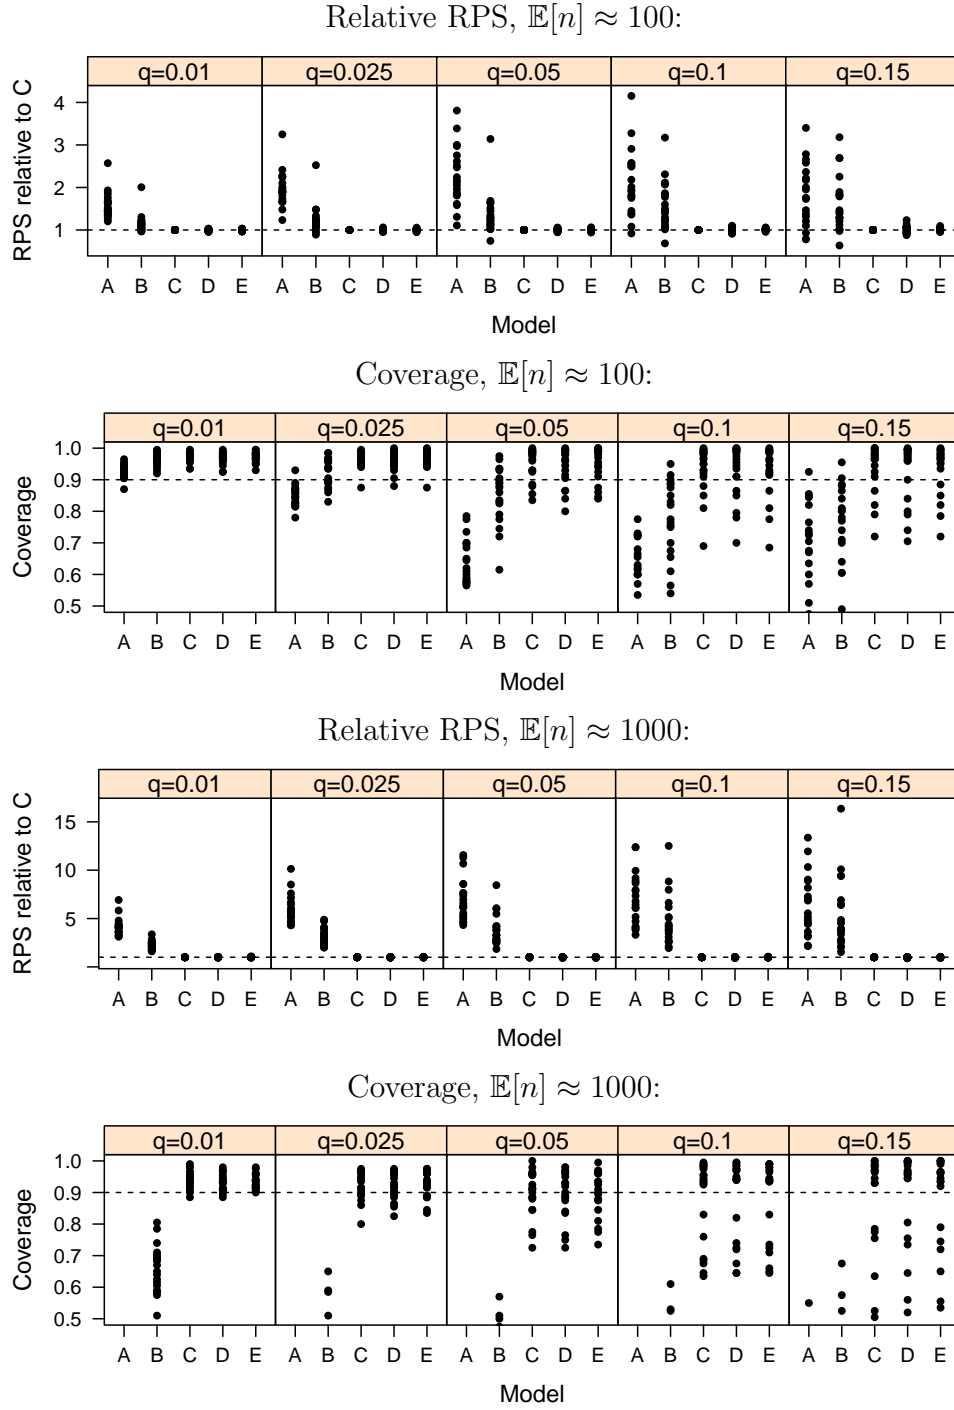 Relative RPS, 𝔼[n] ≈ 100:
q=0.01 q=0.025 q=0.05 q=0.1 q=0.15
RPS relative to C
4
3
2
1
A B C D E A B C D E A B C D E A B C D E A B C D E
Model
Coverage, 𝔼[n] ≈ 100:
q=0.01 q=0.025 q=0.05 q=0.1 q=0.15
Coverage
1.0
0.9
0.8
0.7
0.6
0.5
A B C D E A B C D E A B C D E A B C D E A B C D E
Model
Relative RPS, 𝔼[n] ≈ 1000:
q=0.01 q=0.025 q=0.05 q=0.1 q=0.15
RPS relative to C
15
10
5
A B C D E A B C D E A B C D E A B C D E A B C D E
Model
Coverage, 𝔼[n] ≈ 1000:
q=0.01 q=0.025 q=0.05 q=0.1 q=0.15
Coverage
1.0
0.9
0.8
0.7
0.6
0.5
A B C D E A B C D E A B C D E A B C D E A B C D E
Model